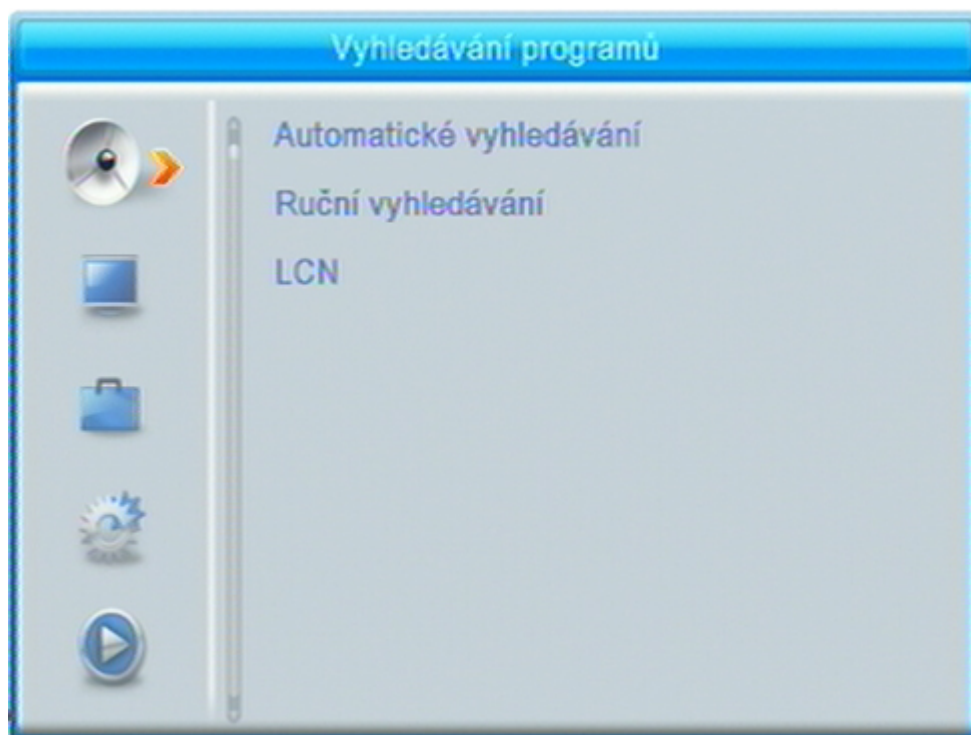 Vyhledávání programů
Automatické vyhledávání
Ruční vyhledávání
LCN